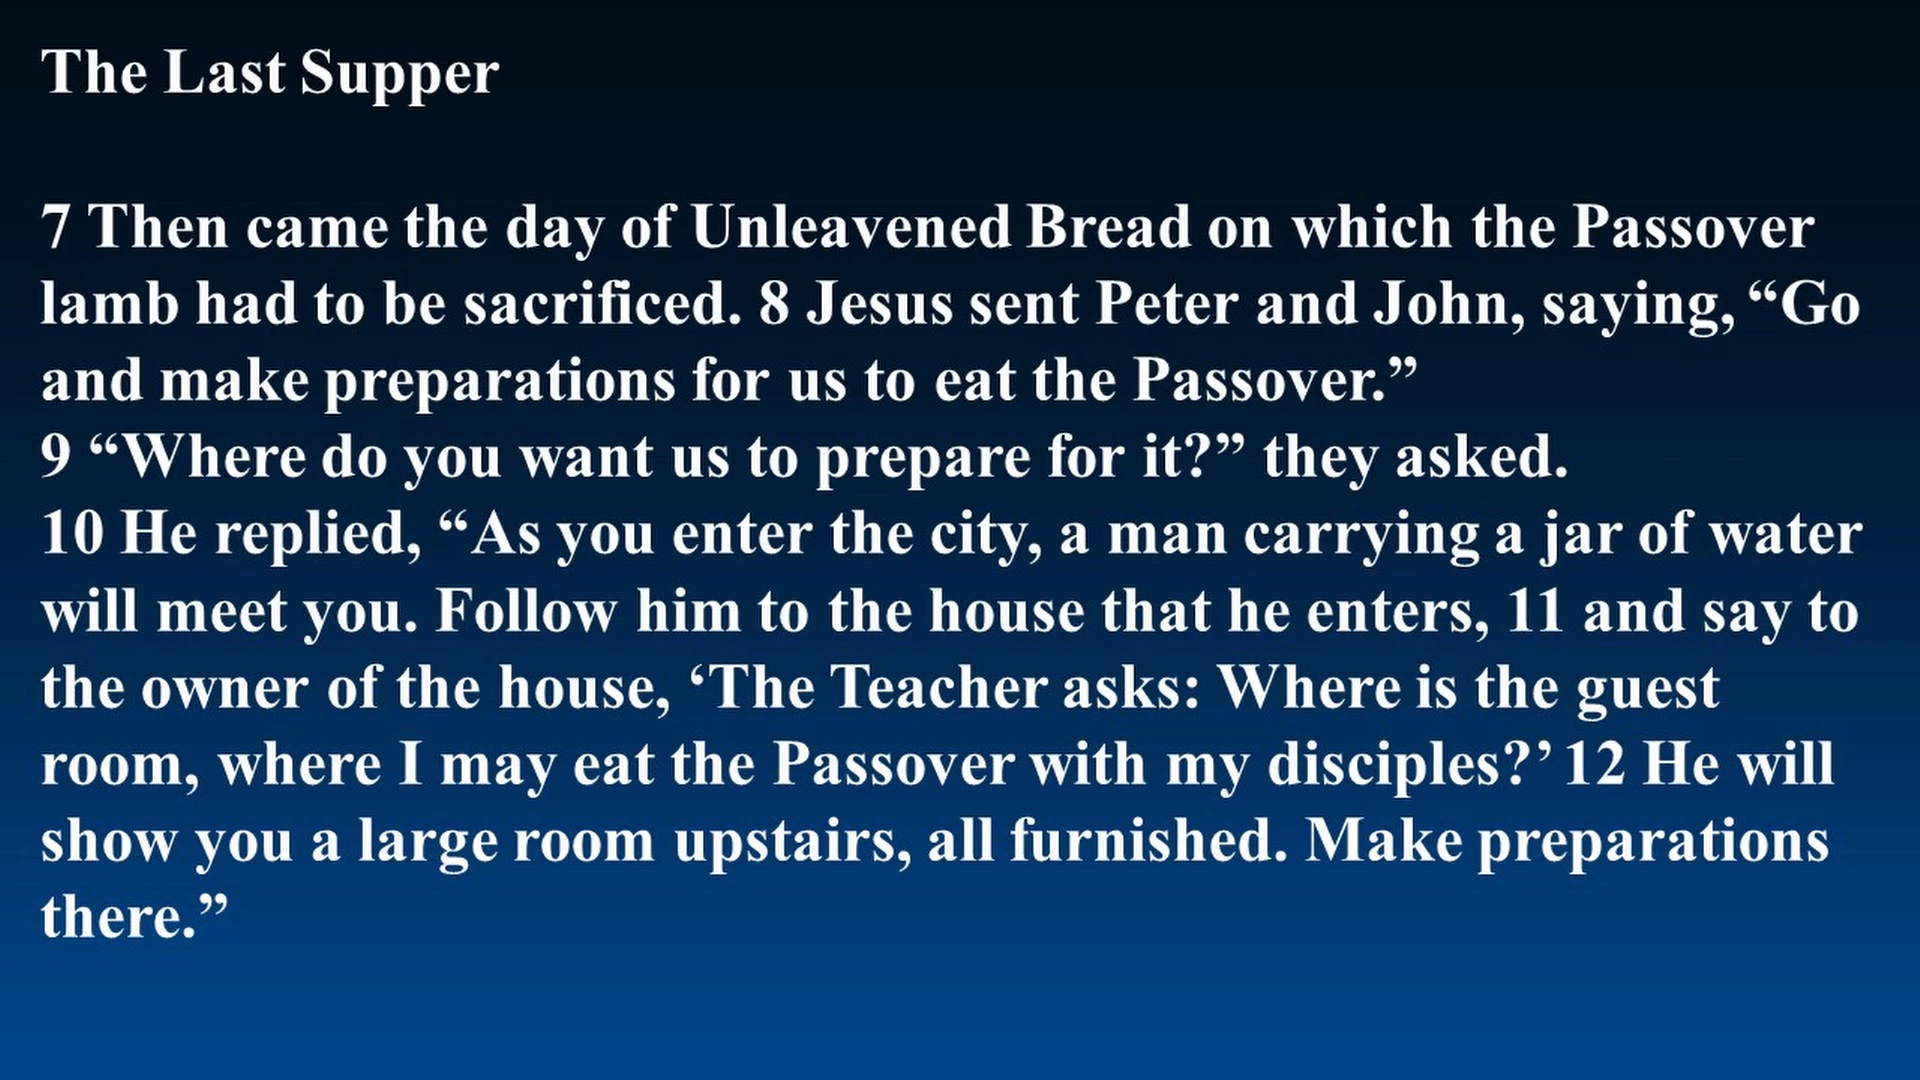 The Last Supper
7 Then came the day of Unleavened Bread on which the Passover
lamb had to be sacrificed. 8 Jesus sent Peter and John, saying, “Go
and make preparations for us to eat the Passover.”
9 “Where do you want us to prepare for it?” they asked.
10 He replied, “As you enter the city, a man carrying a jar of water
will meet you. Follow him to the house that he enters, 11 and say to
the owner of the house, ‘The Teacher asks: Where is the guest
room, where I may eat the Passover with my disciples?’ 12 He will
show you a large room upstairs, all furnished. Make preparations
there.”